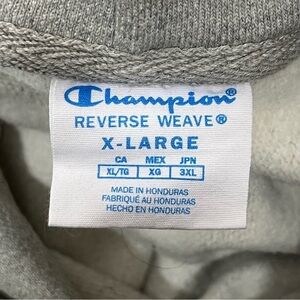 Champion®
REVERSE WEAVE®
X-LARGE
CA MEX JPN
XL/TG XG 3XL
MADE IN HONDURAS
FABRIQUÉ AU HONDURAS
HECHO EN HONDURAS